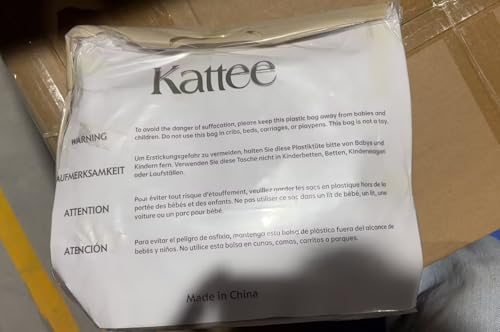 Kattee
WARNING
To avoid the danger of suffocation, please keep this plastic bag away from babies and
children. Do not use this bag in cribs, beds, carriages, or playpens. This bag is not a toy.
AUFMERKSAMKEIT
Um Erstickungsgefahr zu vermeiden, halten Sie diese Plastiktüte bitte von Babys und
Kindern fern. Verwenden Sie diese Tasche nicht in Kinderbetten, Betten, Kinderwagen
oder Laufställen.
ATTENTION
Pour éviter tout risque d'étouffement, veuillez garder les sacs en plastique hors de la
portée des bébés et des enfants. Ne pas utiliser ce sac dans un lit de bébé, un lit, une
voiture ou un parc pour bébé.
ATENCIÓN
Para evitar el peligro de asfixia, mantenga esta bolsa de plástico fuera del alcance de
bebés y niños. No utilice esta bolsa en cunas, camas, carritos o parques.
Made in China